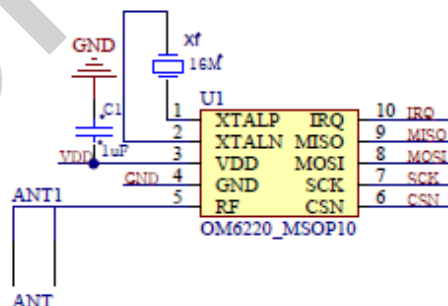 GND
Xf
16M
C1
1uF
VDD
GND
ANT1
ANT
U1
1 XTALP IRQ 10 IRQ
2 XTALN MISO 9 MISO
3 VDD MOSI 8 MOSI
4 GND SCK 7 SCK
5 RF CSN 6 CSN
OM6220_MSOP10